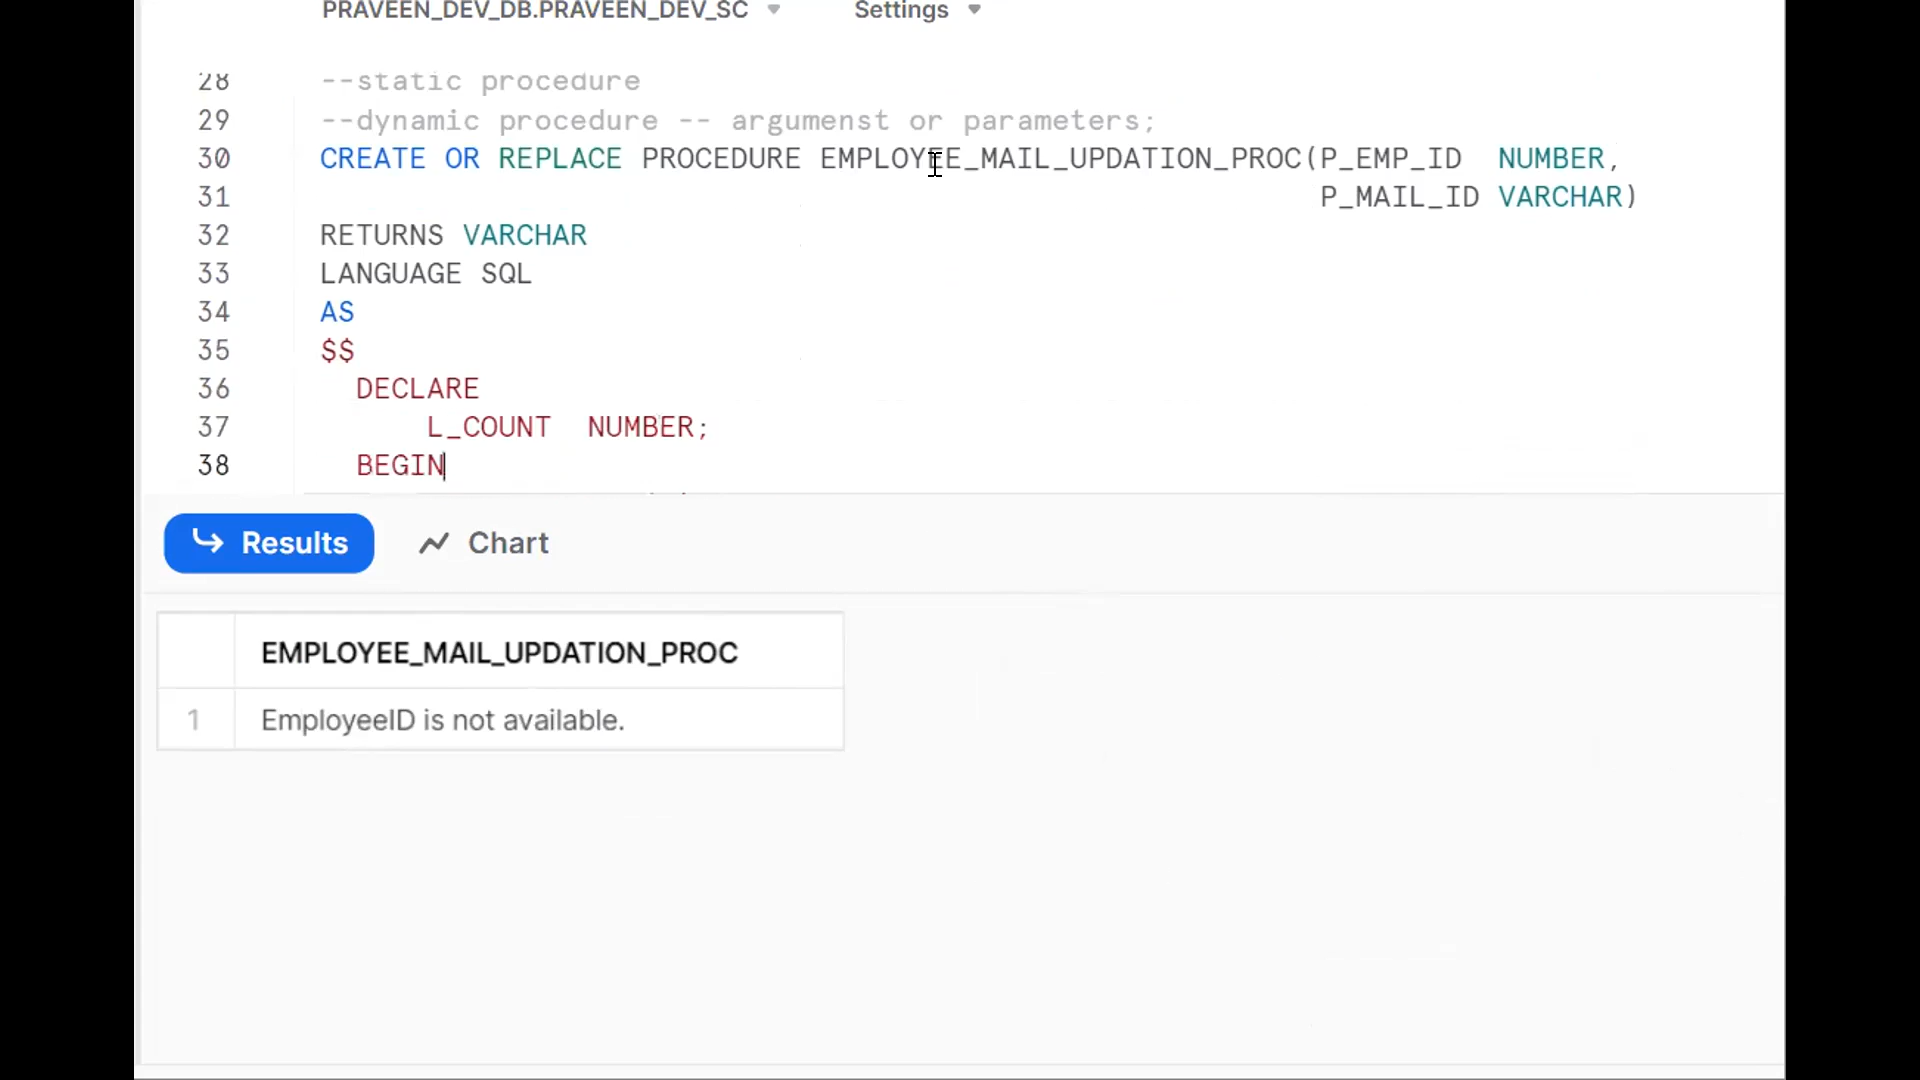 PRAVEEN_DEV_DB.PRAVEEN_DEV_SC Settings
28 --static procedure
29 --dynamic procedure -- argumenst or parameters;
30 CREATE OR REPLACE PROCEDURE EMPLOYEE_MAIL_UPDATION_PROC(P_EMP_ID NUMBER,
31 P_MAIL_ID VARCHAR)
32 RETURNS VARCHAR
33 LANGUAGE SQL
34 AS
35 $$
36 DECLARE
37 L_COUNT NUMBER;
38 BEGIN
Results Chart
EMPLOYEE_MAIL_UPDATION_PROC
1 EmployeeID is not available.